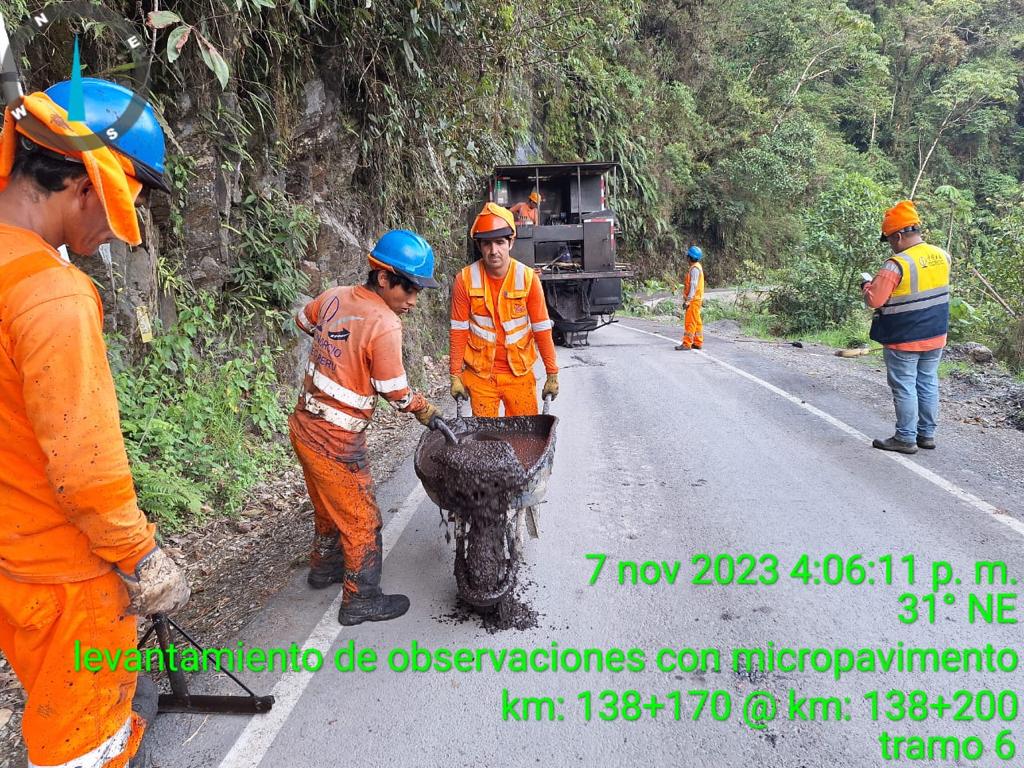 N
E
S
W
7 nov 2023 4:06:11 p. m.
31° NE
levantamiento de observaciones con micropavimento
km: 138+170 @ km: 138+200
tramo 6